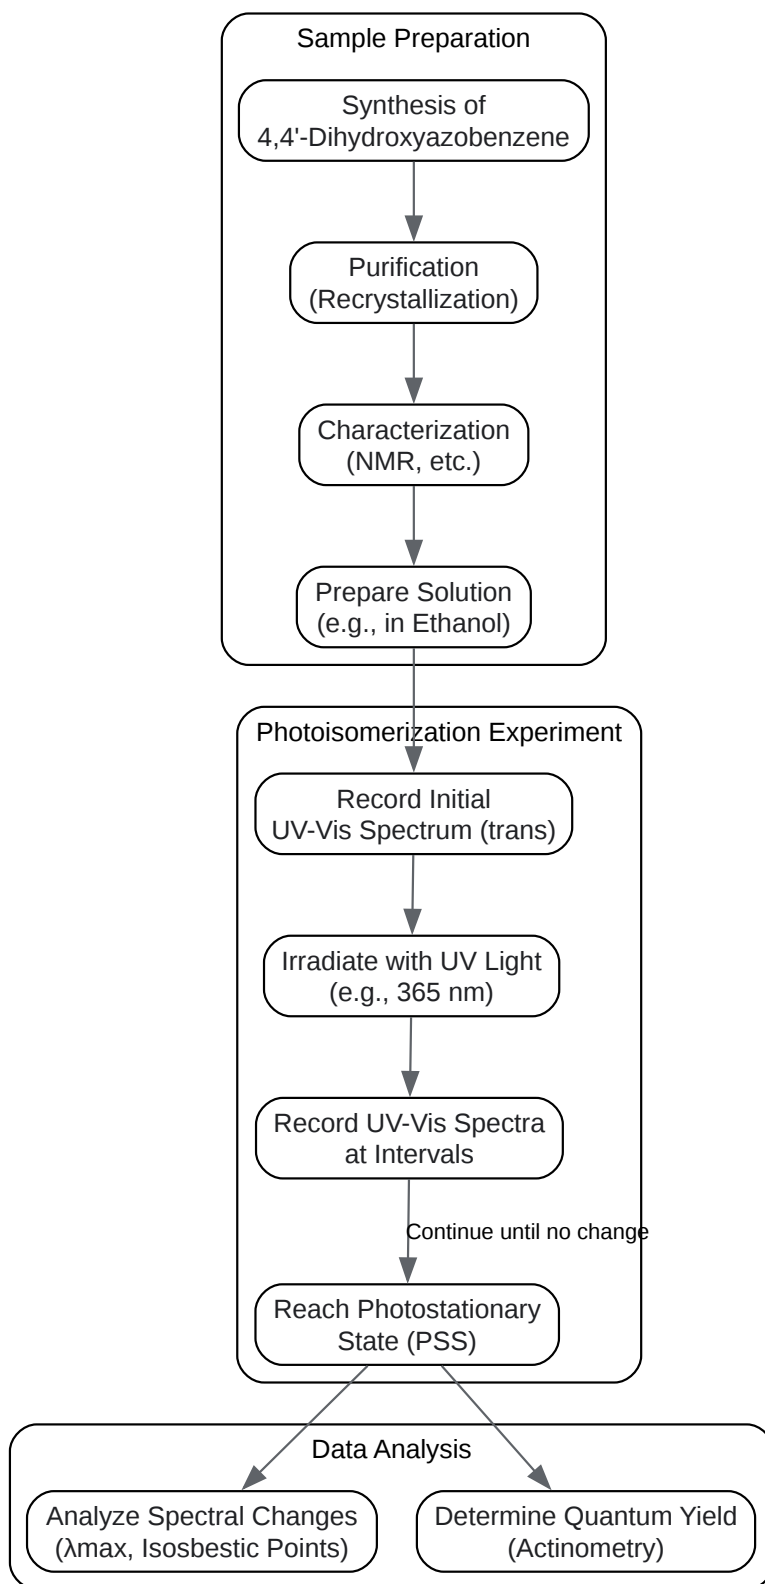 Sample Preparation
Synthesis of
4,4'-Dihydroxyazobenzene
Purification
(Recrystallization)
Characterization
(NMR, etc.)
Prepare Solution
(e.g., in Ethanol)
Photoisomerization Experiment
Record Initial
UV-Vis Spectrum (trans)
Irradiate with UV Light
(e.g., 365 nm)
Record UV-Vis Spectra
at Intervals
Continue until no change
Reach Photostationary
State (PSS)
Data Analysis
Analyze Spectral Changes
(λmax, Isosbestic Points)
Determine Quantum Yield
(Actinometry)